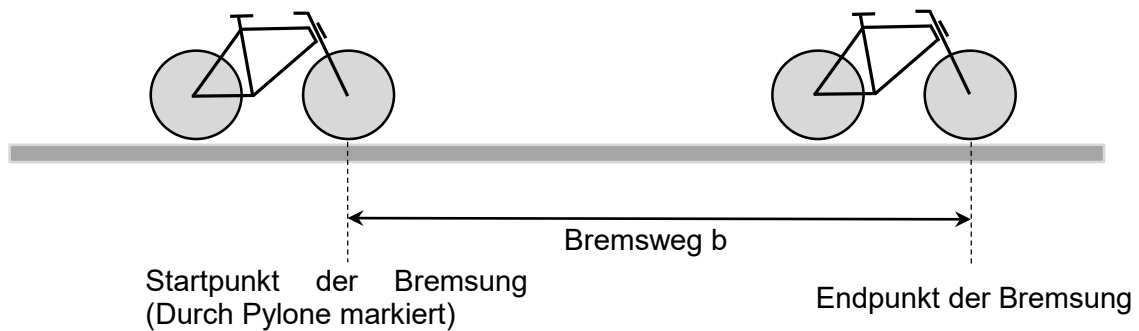 Bremsweg b
Startpunkt der Bremsung
(Durch Pylone markiert)
Endpunkt der Bremsung